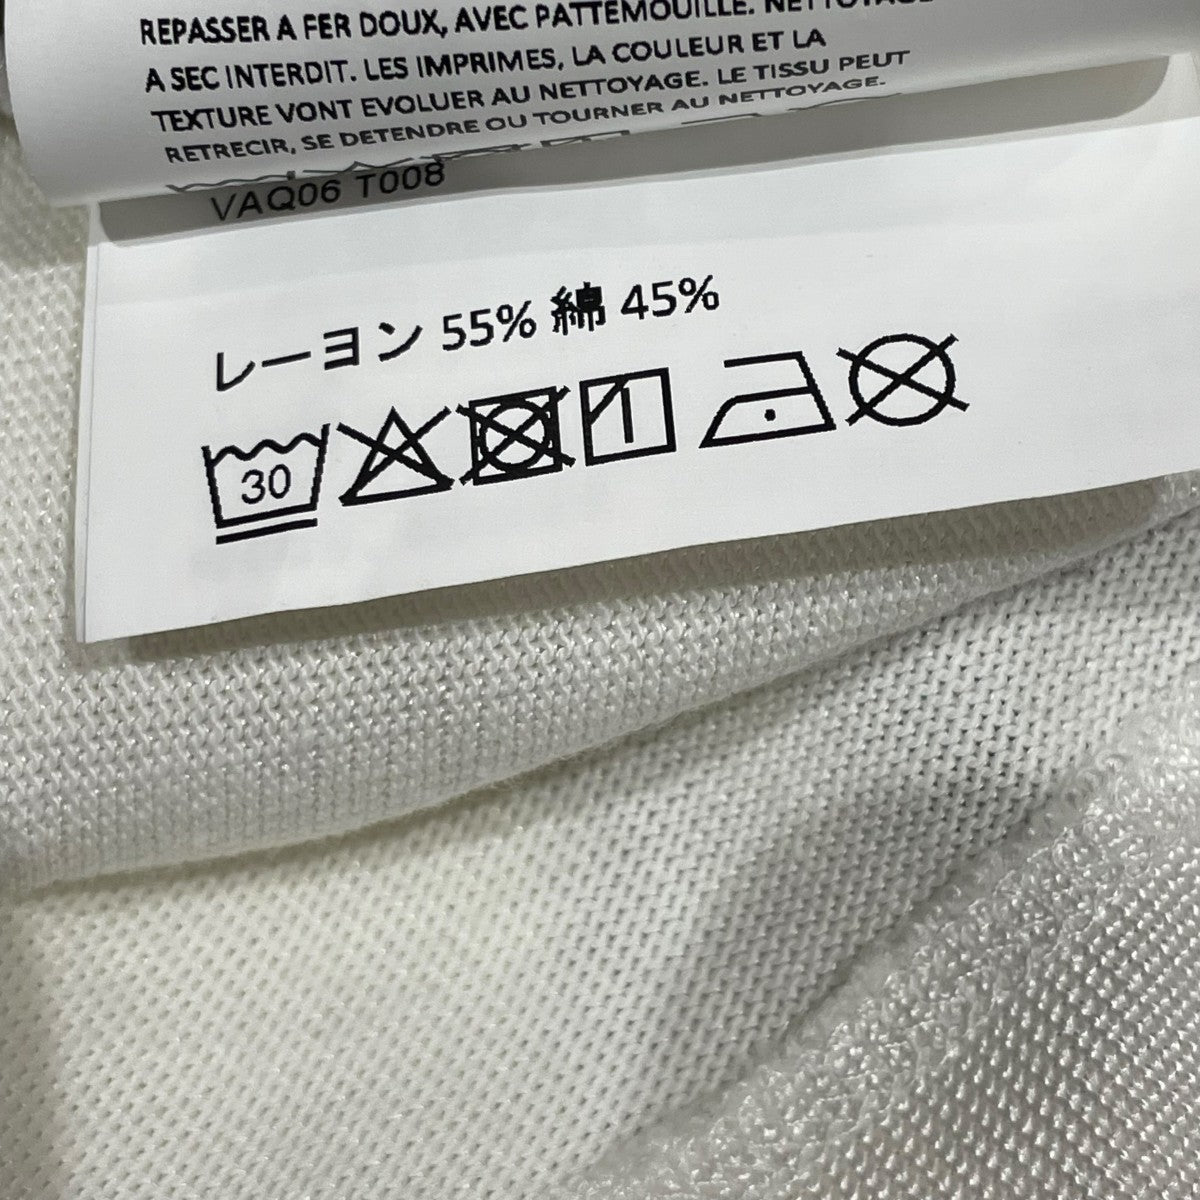 REPASSER A FER DOUX, AVEC PATTEMOUILLE. NETTOYAGE
A SEC INTERDIT. LES IMPRIMES, LA COULEUR ET LA
TEXTURE VONT EVOLUER AU NETTOYAGE. LE TISSU PEUT
RETRECIR, SE DETENDRE OU TOURNER AU NETTOYAGE.
VAQ06 T008
レーヨン 55% 綿 45%
30